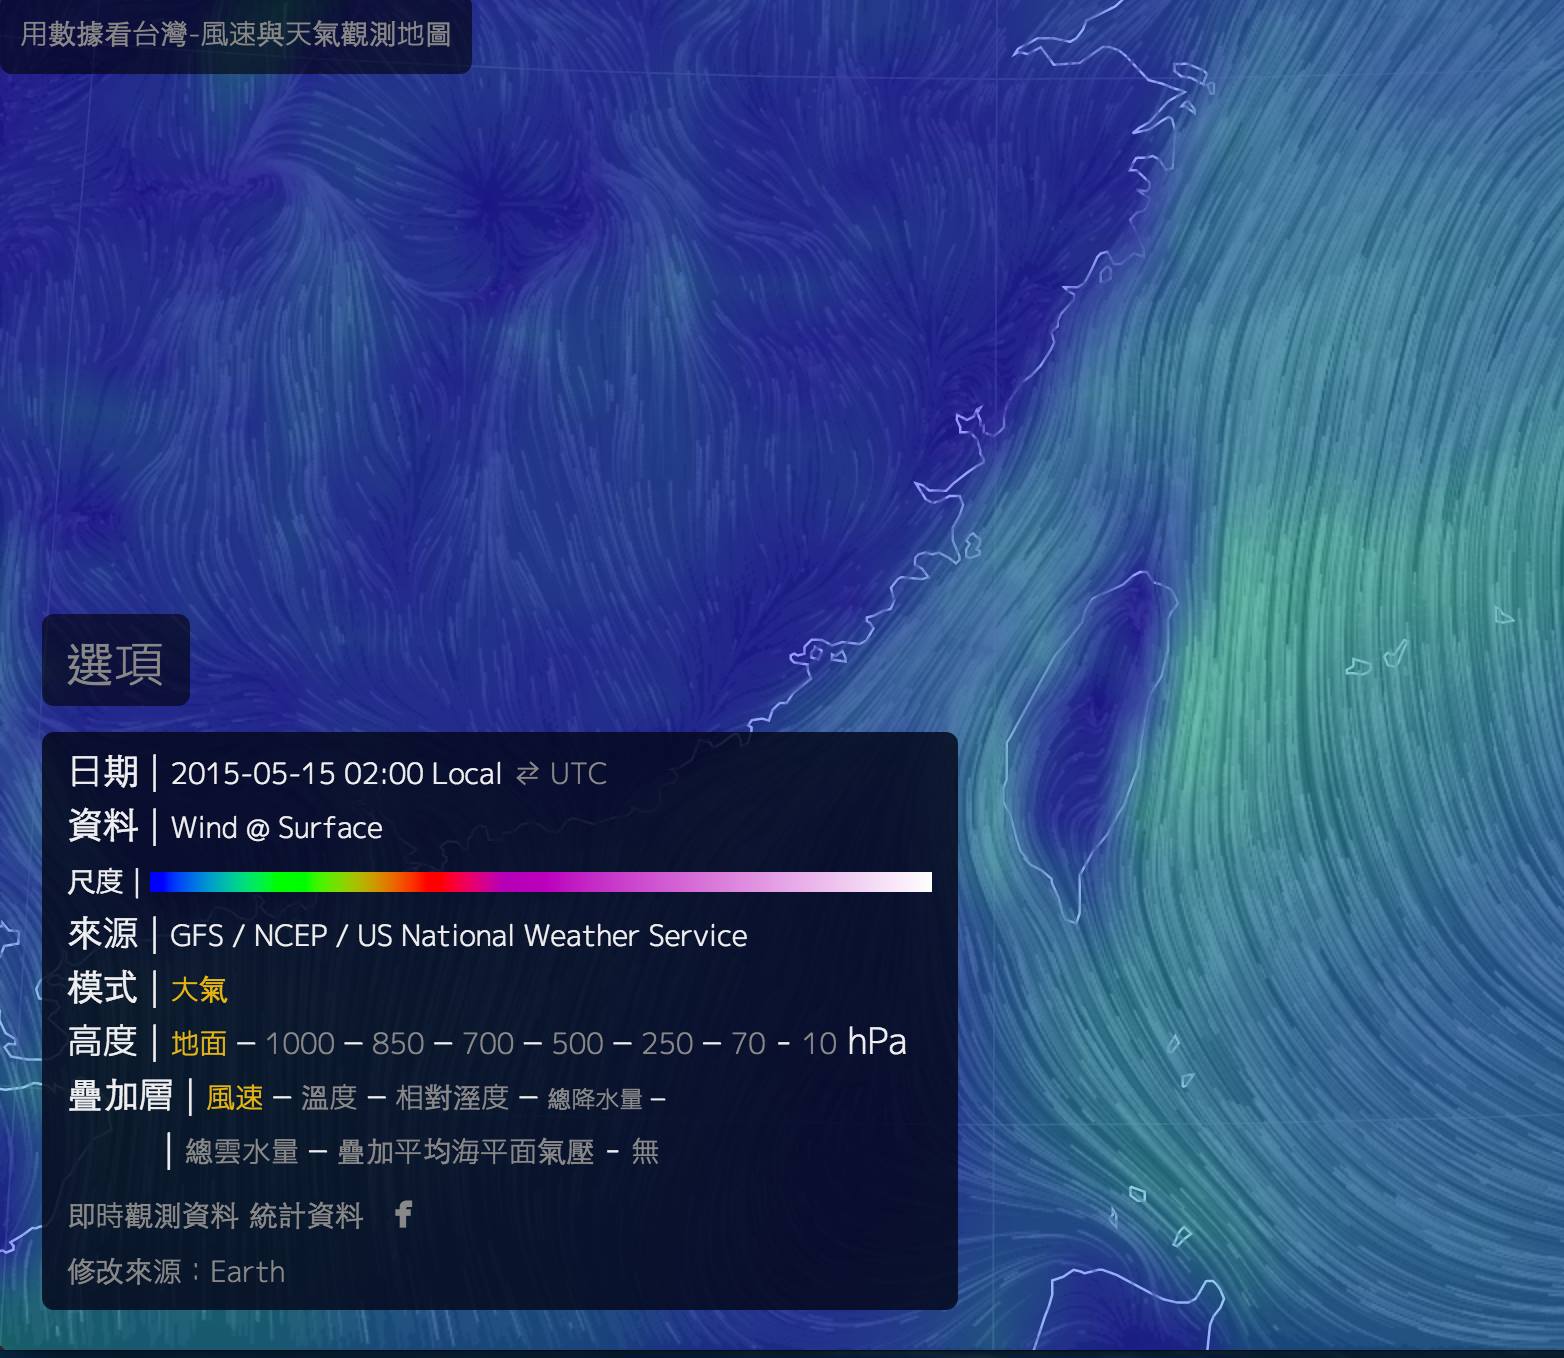 用數據看台灣-風速與天氣觀測地圖
選項
日期 | 2015-05-15 02:00 Local ⇄ UTC
資料 | Wind @ Surface
尺度 |
來源 | GFS / NCEP / US National Weather Service
模式 | 大氣
高度 | 地面 – 1000 – 850 – 700 – 500 – 250 – 70 - 10 hPa
疊加層 | 風速 – 溫度 – 相對溼度 – 總降水量 –
| 總雲水量 – 疊加平均海平面氣壓 - 無
即時觀測資料 統計資料 f
修改來源：Earth